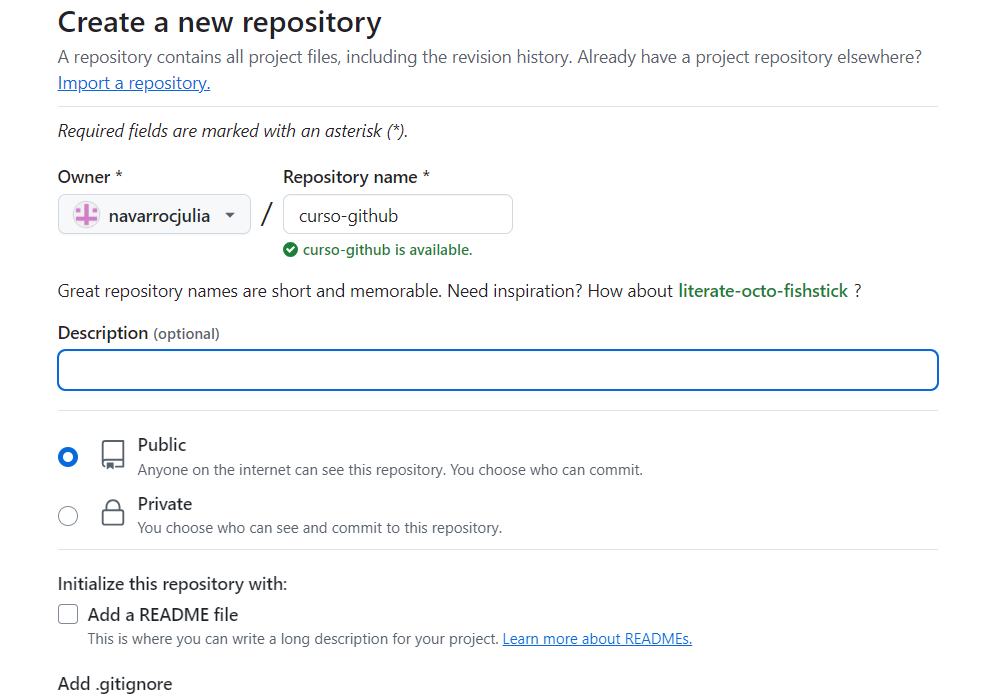 Create a new repository
A repository contains all project files, including the revision history. Already have a project repository elsewhere?
Import a repository.
Required fields are marked with an asterisk (*).
Owner * Repository name *
navarrocjulia / curso-github
curso-github is available.
Great repository names are short and memorable. Need inspiration? How about literate-octo-fishstick ?
Description (optional)
Public
Anyone on the internet can see this repository. You choose who can commit.
Private
You choose who can see and commit to this repository.
Initialize this repository with:
Add a README file
This is where you can write a long description for your project. Learn more about READMEs.
Add .gitignore